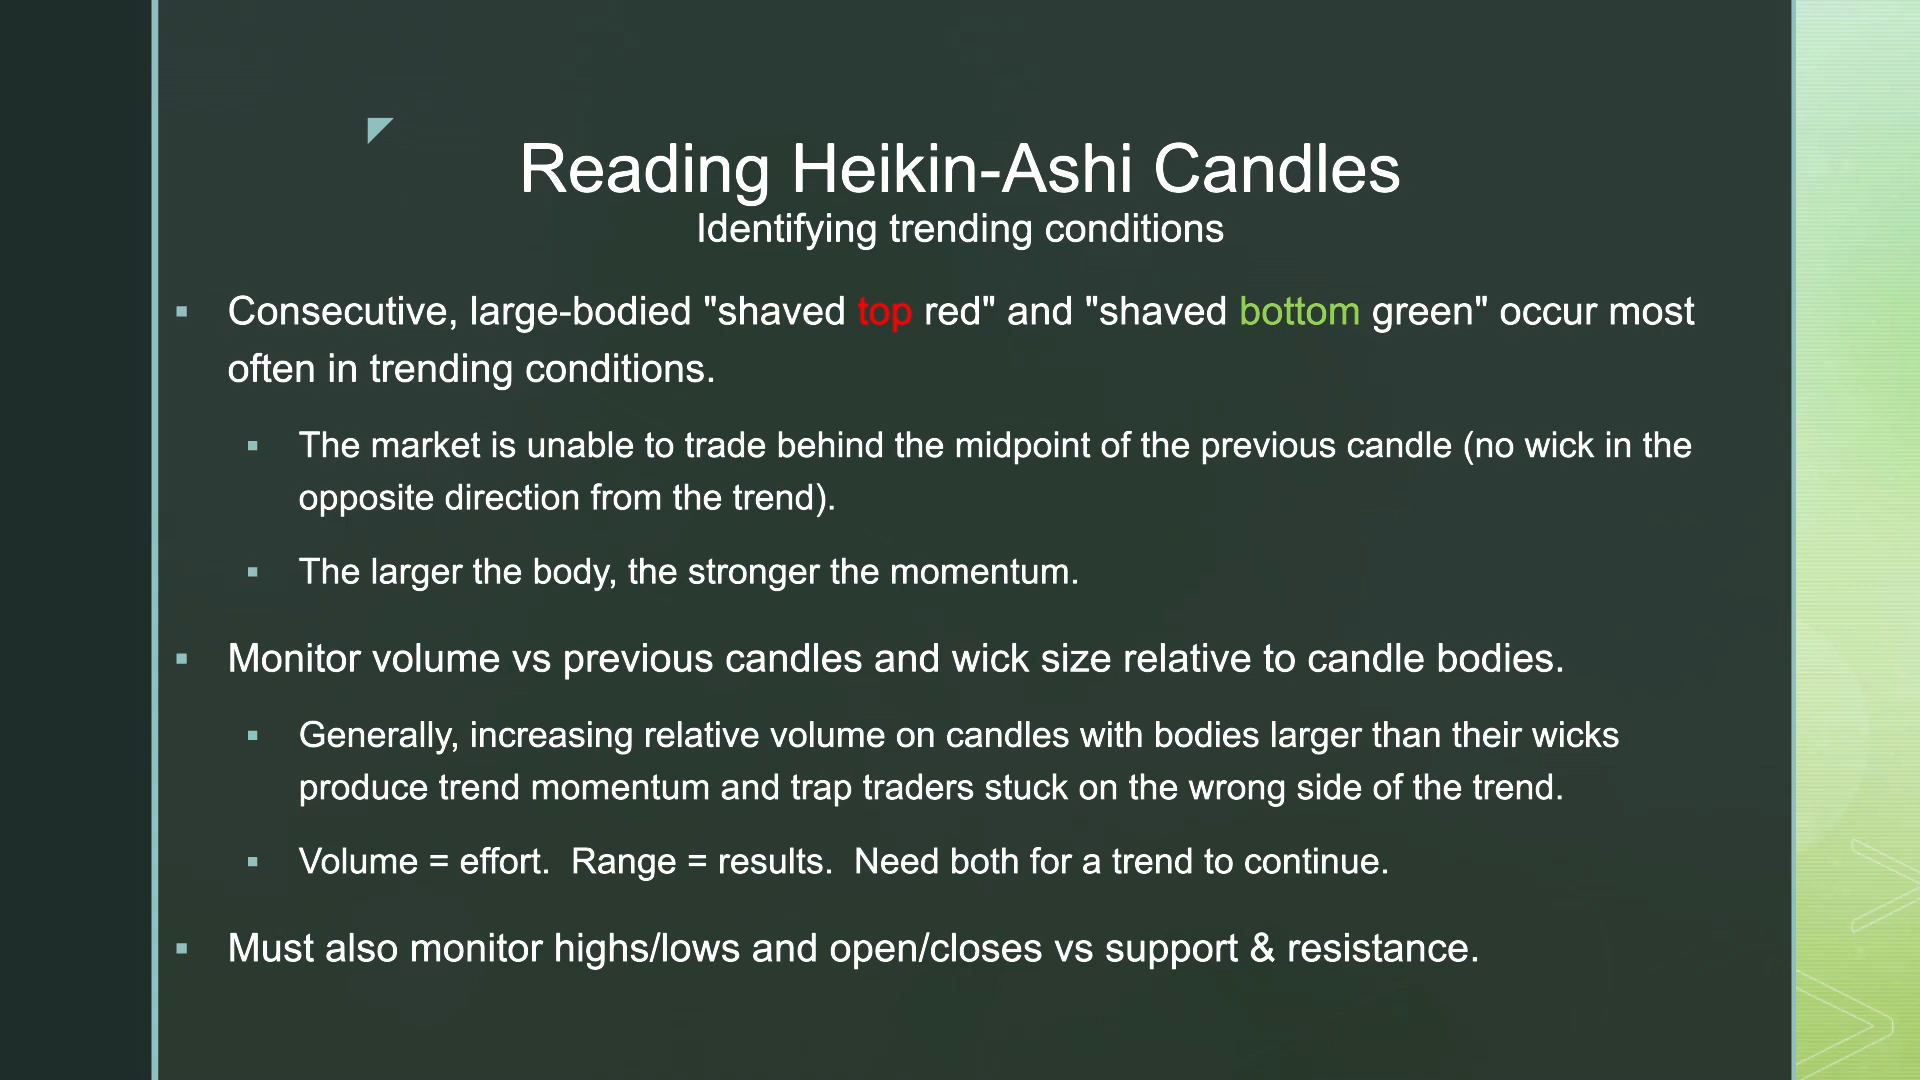 Reading Heikin-Ashi Candles
Identifying trending conditions
▪ Consecutive, large-bodied "shaved top red" and "shaved bottom green" occur most
often in trending conditions.
▪ The market is unable to trade behind the midpoint of the previous candle (no wick in the
opposite direction from the trend).
▪ The larger the body, the stronger the momentum.
▪ Monitor volume vs previous candles and wick size relative to candle bodies.
▪ Generally, increasing relative volume on candles with bodies larger than their wicks
produce trend momentum and trap traders stuck on the wrong side of the trend.
▪ Volume = effort.  Range = results.  Need both for a trend to continue.
▪ Must also monitor highs/lows and open/closes vs support & resistance.